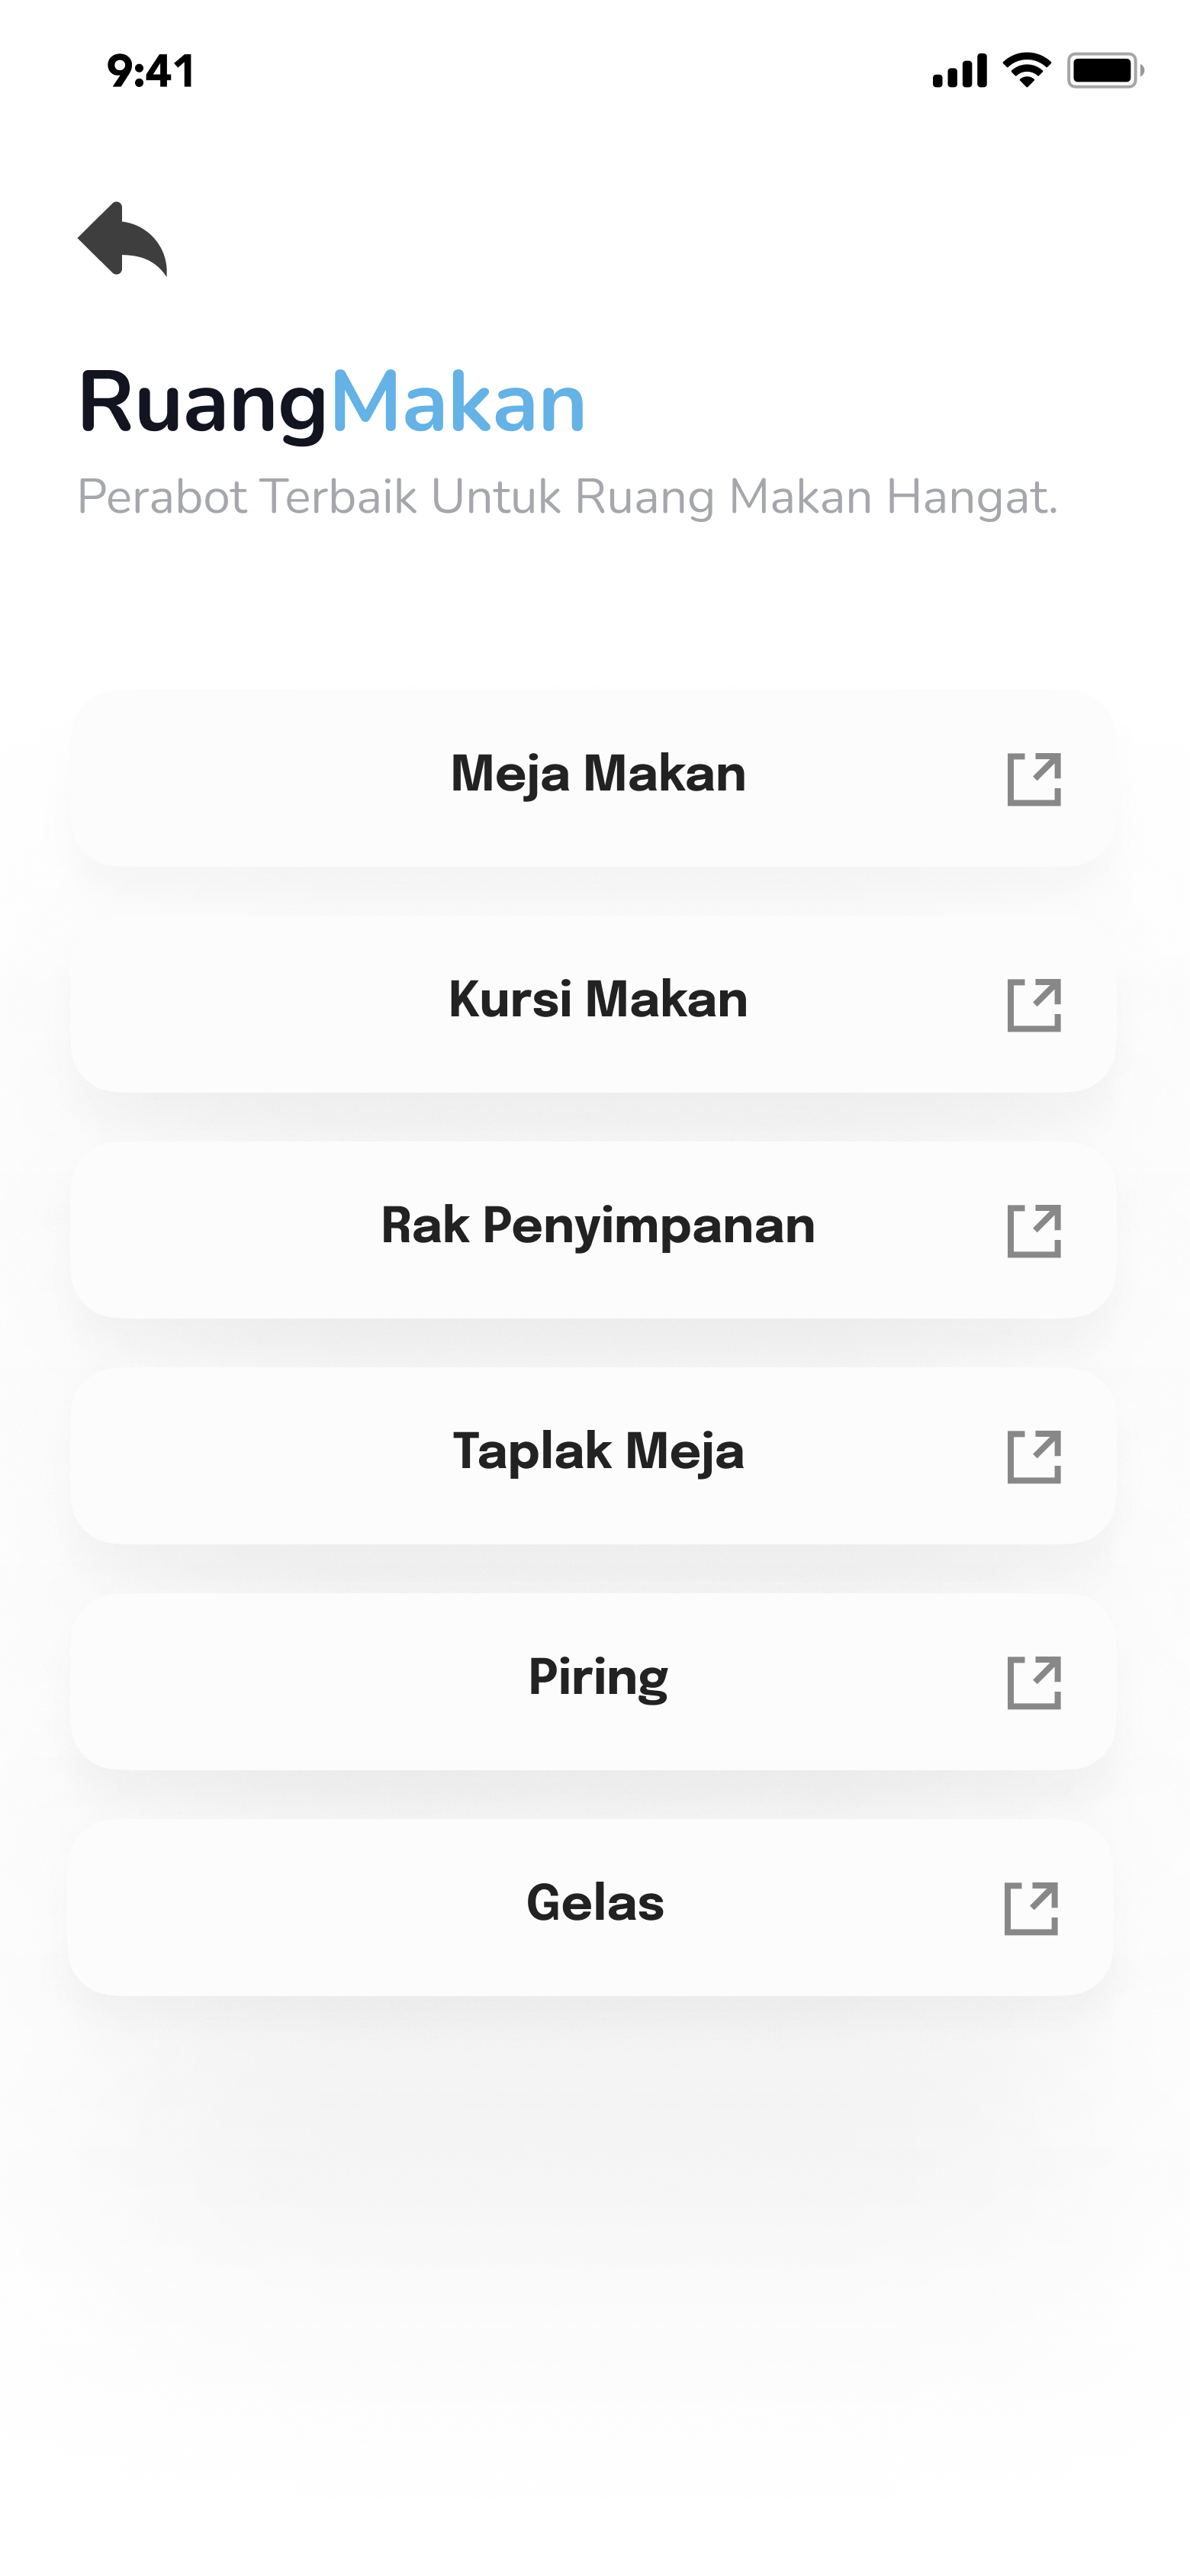 9:41
RuangMakan
Perabot Terbaik Untuk Ruang Makan Hangat.
Meja Makan
Kursi Makan
Rak Penyimpanan
Taplak Meja
Piring
Gelas